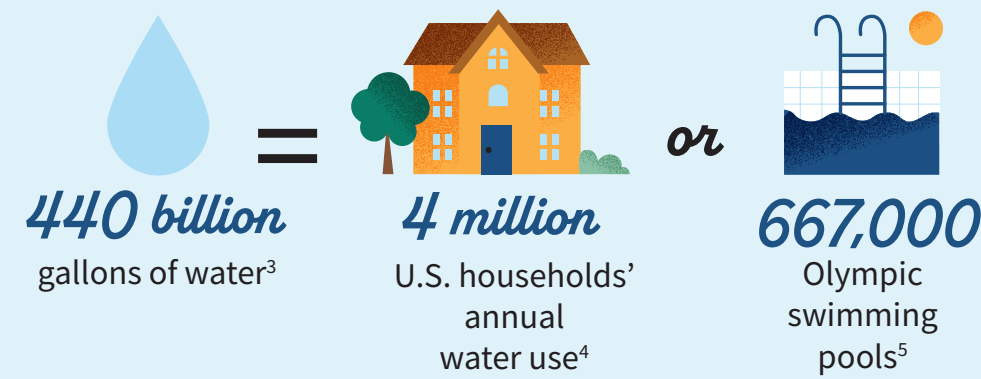 =
or
440 billion
gallons of water³
4 million
U.S. households’
annual
water use⁴
667,000
Olympic
swimming
pools⁵